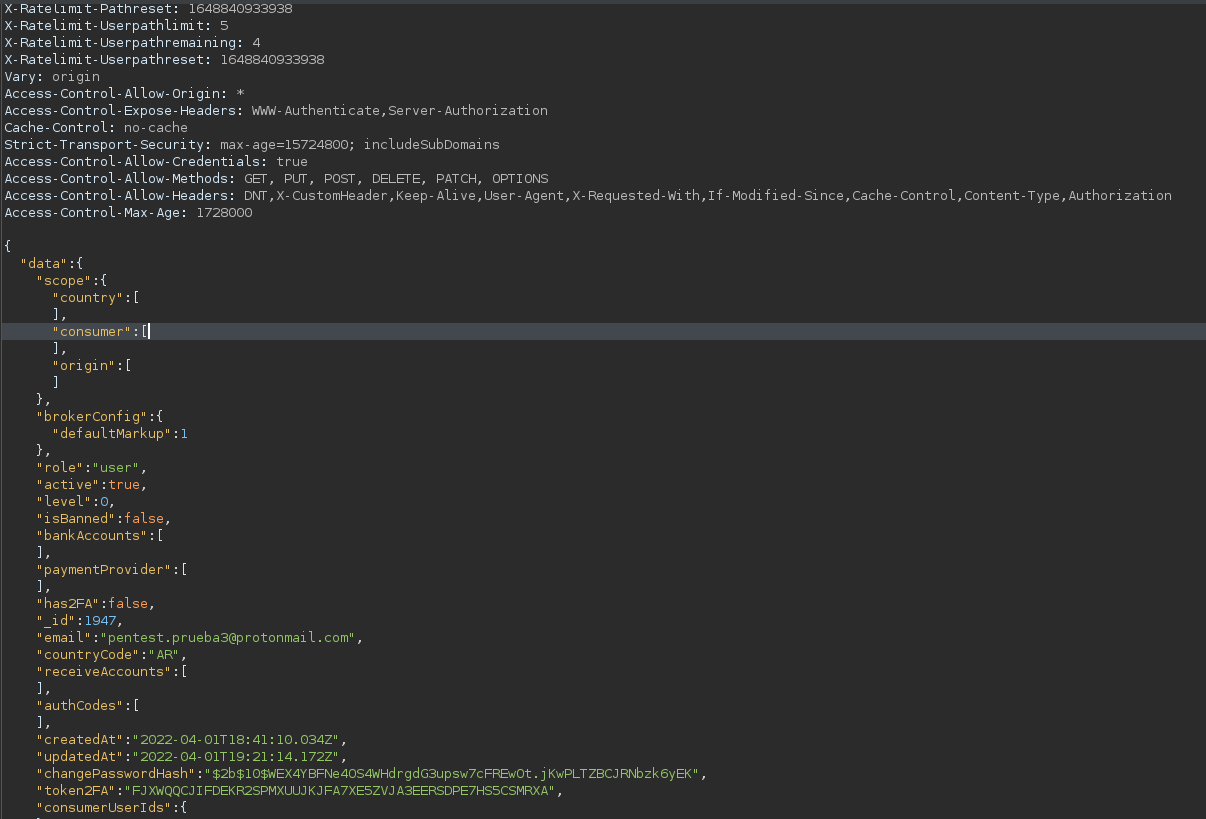 X-Ratelimit-Pathreset: 1648840933938
X-Ratelimit-Userpathlimit: 5
X-Ratelimit-Userpathremaining: 4
X-Ratelimit-Userpathreset: 1648840933938
Vary: origin
Access-Control-Allow-Origin: *
Access-Control-Expose-Headers: WWW-Authenticate,Server-Authorization
Cache-Control: no-cache
Strict-Transport-Security: max-age=15724800; includeSubDomains
Access-Control-Allow-Credentials: true
Access-Control-Allow-Methods: GET, PUT, POST, DELETE, PATCH, OPTIONS
Access-Control-Allow-Headers: DNT,X-CustomHeader,Keep-Alive,User-Agent,X-Requested-With,If-Modified-Since,Cache-Control,Content-Type,Authorization
Access-Control-Max-Age: 1728000
{
"data":{
"scope":{
"country":[
],
"consumer":[
],
"origin":[
]
},
"brokerConfig":{
"defaultMarkup":1
},
"role":"user",
"active":true,
"level":0,
"isBanned":false,
"bankAccounts":[
],
"paymentProvider":[
],
"has2FA":false,
"_id":1947,
"email":"pentest.prueba3@protonmail.com",
"countryCode":"AR",
"receiveAccounts":[
],
"authCodes":[
],
"createdAt":"2022-04-01T18:41:10.034Z",
"updatedAt":"2022-04-01T19:21:14.172Z",
"changePasswordHash":"$2b$10$WEX4YBFNe4OS4WHdrgdG3upsw7cFREwOt.jKwPLTZBCJRNbzk6yEK",
"token2FA":"FJXWQQCJIFDEKR2SPMXUUJKJFA7XE5ZVJA3EERSDPE7HS5CSMRXA",
"consumerUserIds":{